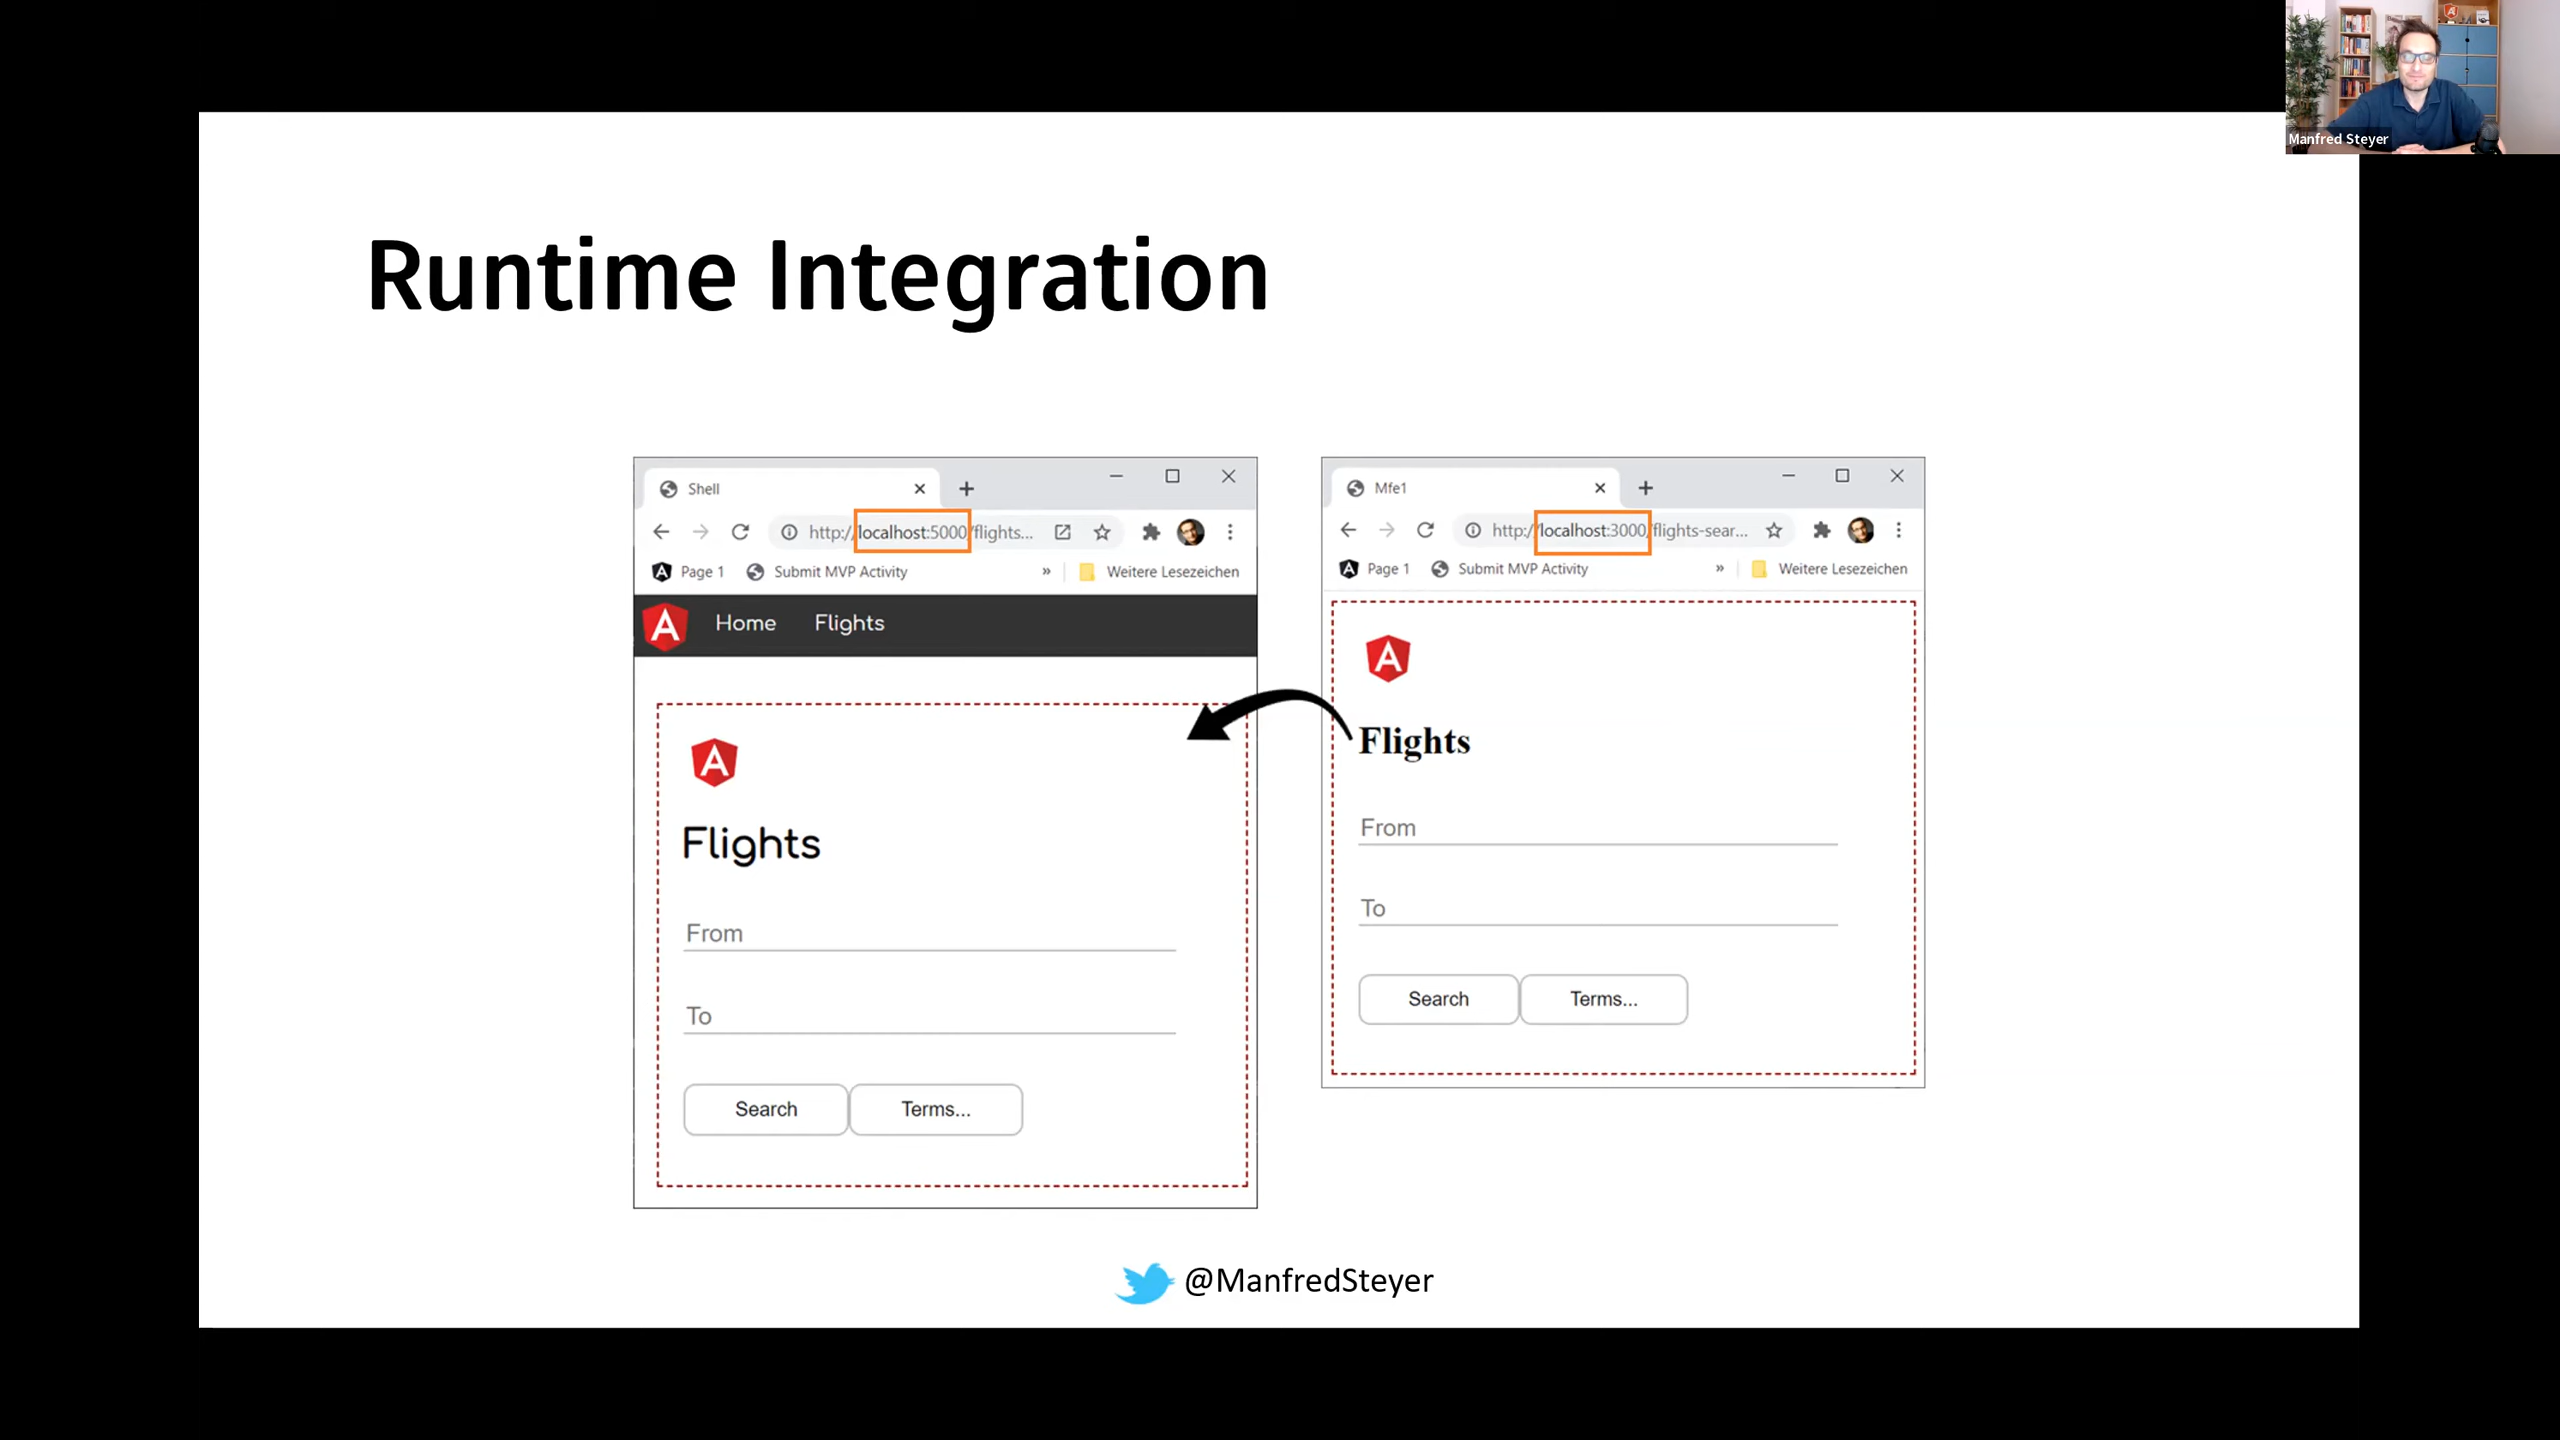 Manfred Steyer
Runtime Integration
Shell
http://localhost:5000/flights...
Page 1 Submit MVP Activity » Weitere Lesezeichen
Home Flights
Flights
From
To
Search Terms...
Mfe1
http://localhost:3000/flights-sear...
Page 1 Submit MVP Activity » Weitere Lesezeichen
Flights
From
To
Search Terms...
@ManfredSteyer